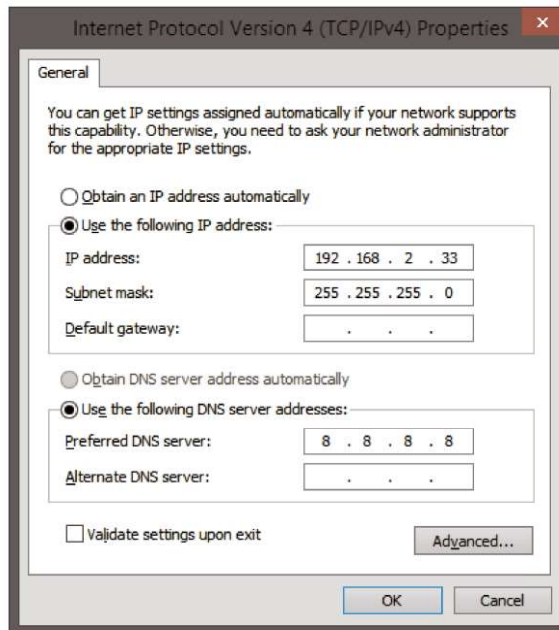 Internet Protocol Version 4 (TCP/IPv4) Properties
x
General
You can get IP settings assigned automatically if your network supports
this capability. Otherwise, you need to ask your network administrator
for the appropriate IP settings.
Obtain an IP address automatically
Use the following IP address:
IP address: 192 . 168 . 2 . 33
Subnet mask: 255 . 255 . 255 . 0
Default gateway: . . .
Obtain DNS server address automatically
Use the following DNS server addresses:
Preferred DNS server: 8 . 8 . 8 . 8
Alternate DNS server: . . .
Validate settings upon exit
Advanced...
OK Cancel